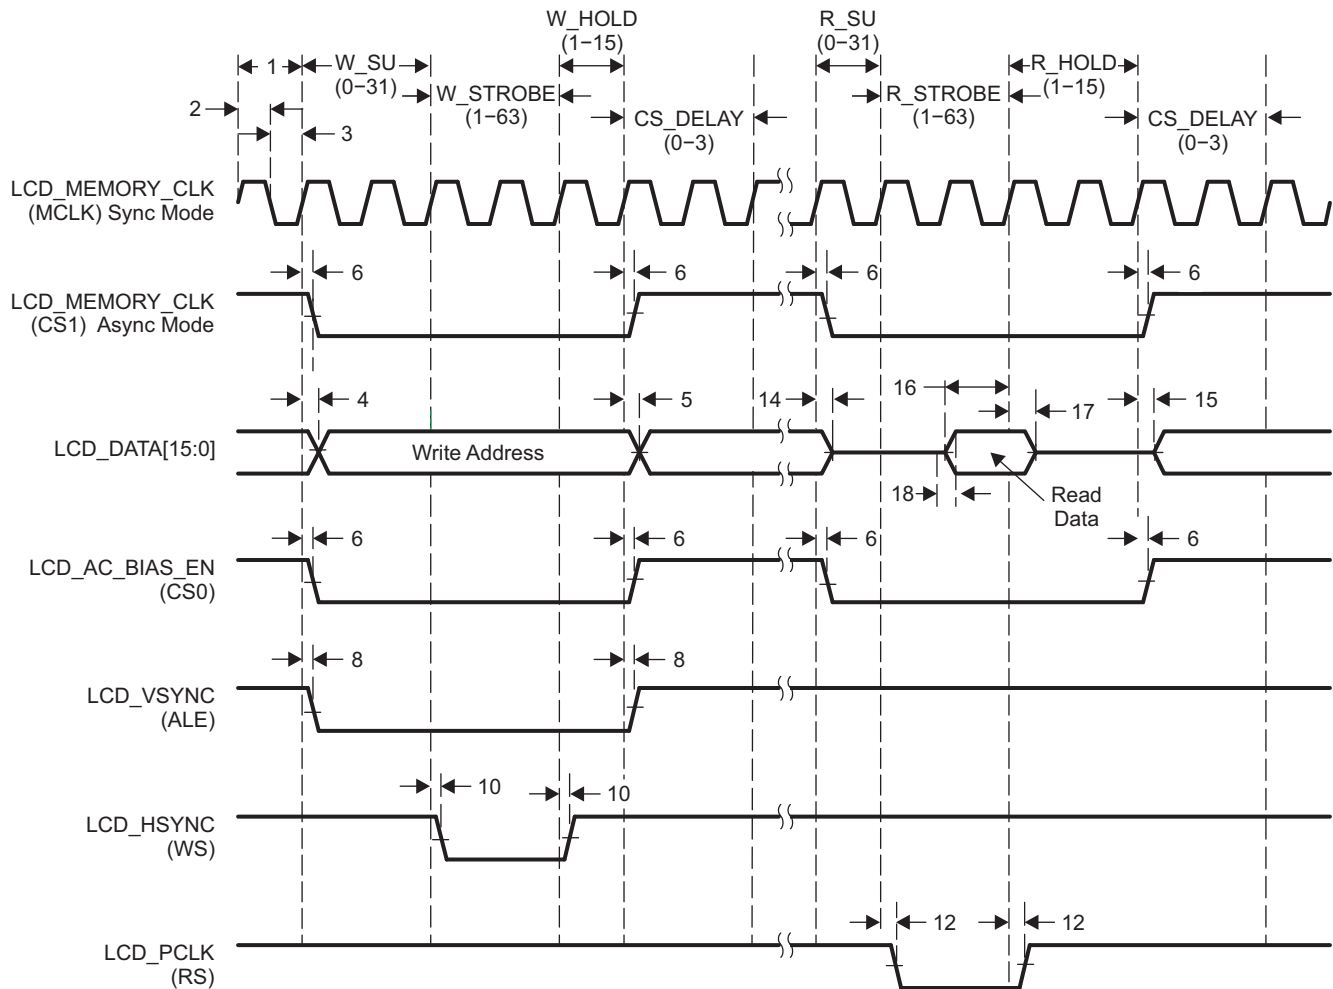 W_HOLD
(1−15)
R_SU
(0−31)
1
W_SU
(0−31)
R_HOLD
(1−15)
2
W_STROBE
(1−63)
R_STROBE
(1−63)
3
CS_DELAY
(0−3)
CS_DELAY
(0−3)
LCD_MEMORY_CLK
(MCLK) Sync Mode
6 6 6 6
LCD_MEMORY_CLK
(CS1) Async Mode
16
4 5 14 17 15
LCD_DATA[15:0]
Write Address
18
Read
Data
6 6 6 6
LCD_AC_BIAS_EN
(CS0)
8 8
LCD_VSYNC
(ALE)
10 10
LCD_HSYNC
(WS)
12 12
LCD_PCLK
(RS)